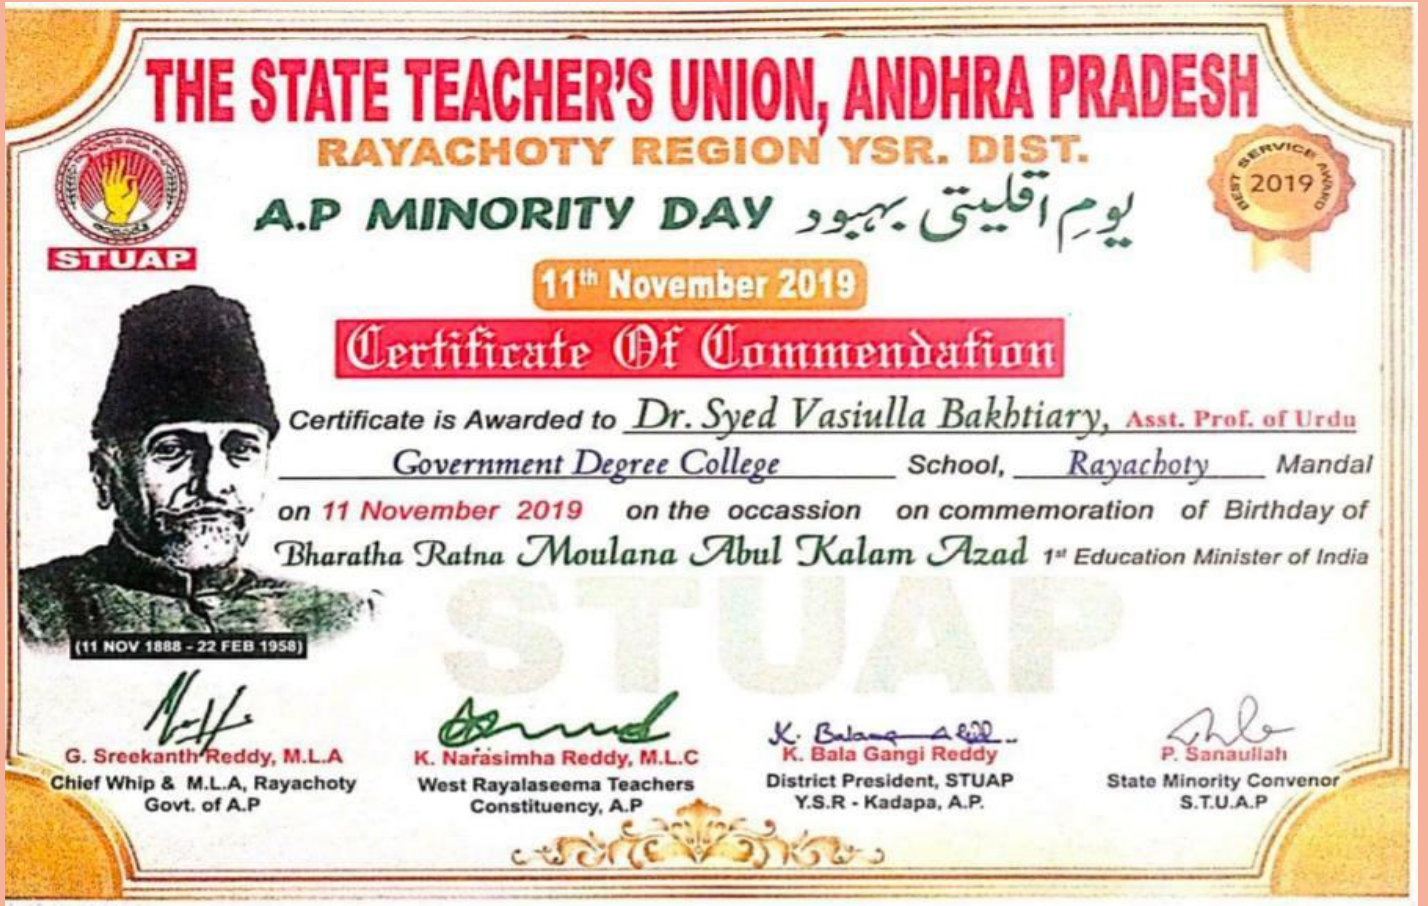 THE STATE TEACHER'S UNION, ANDHRA PRADESH
RAYACHOTY REGION YSR. DIST.
A.P MINORITY DAY یومِ اقلیتی بہبود
BEST SERVICE AWARD
2019
STUAP
11th November 2019
Certificate Of Commendation
Certificate is Awarded to Dr. Syed Vasiulla Bakhtiary, Asst. Prof. of Urdu
Government Degree College School, Rayachoty Mandal
on 11 November 2019 on the occassion on commemoration of Birthday of
Bharatha Ratna Moulana Abul Kalam Azad 1st Education Minister of India
STUAP
(11 NOV 1888 - 22 FEB 1958)
G. Sreekanth Reddy, M.L.A
Chief Whip & M.L.A, Rayachoty
Govt. of A.P
K. Narasimha Reddy, M.L.C
West Rayalaseema Teachers
Constituency, A.P
K. Bala Gangi Reddy
District President, STUAP
Y.S.R - Kadapa, A.P.
P. Sanaullah
State Minority Convenor
S.T.U.A.P